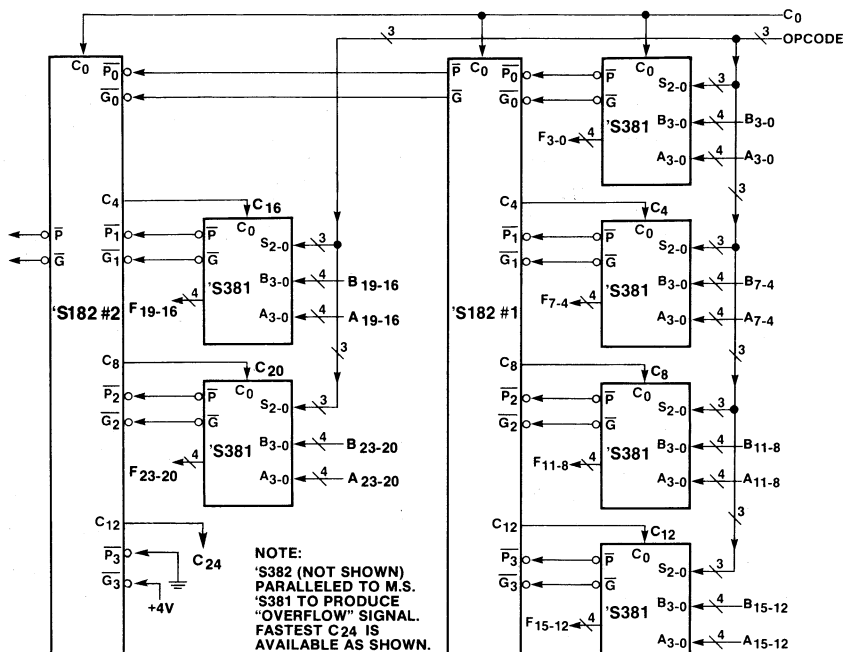 C0
OPCODE
3
3
C0
P0
G0
P
G
C0
P0
G0
C0
P
G
S2-0
3
'S381
B3-0
4
B3-0
F3-0
4
A3-0
4
A3-0
3
C4
C16
C4
C4
P
G
P1
G1
P
G
C0
S2-0
3
'S381
B3-0
4
B19-16
F19-16
4
A3-0
4
A19-16
P1
G1
P
G
C0
S2-0
3
'S381
B3-0
4
B7-4
F7-4
4
A3-0
4
A7-4
'S182 #2
'S182 #1
3
3
C8
C20
C8
C8
P2
G2
P
G
C0
S2-0
3
'S381
B3-0
4
B23-20
F23-20
4
A3-0
4
A23-20
P2
G2
P
G
C0
S2-0
3
'S381
B3-0
4
B11-8
F11-8
4
A3-0
4
A11-8
3
C12
C24
C12
C12
P3
G3
+4V
P3
G3
P
G
C0
S2-0
3
'S381
B3-0
4
B15-12
F15-12
4
A3-0
4
A15-12
NOTE:
'S382 (NOT SHOWN)
PARALLELED TO M.S.
'S381 TO PRODUCE
"OVERFLOW" SIGNAL.
FASTEST C24 IS
AVAILABLE AS SHOWN.